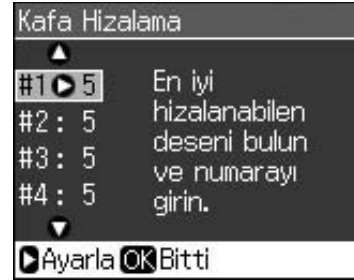 Kafa Hizalama
#1 5
#2: 5
#3: 5
#4: 5
En iyi
hizalanabilen
deseni bulun
ve numarayı
girin.
Ayarla OK Bitti